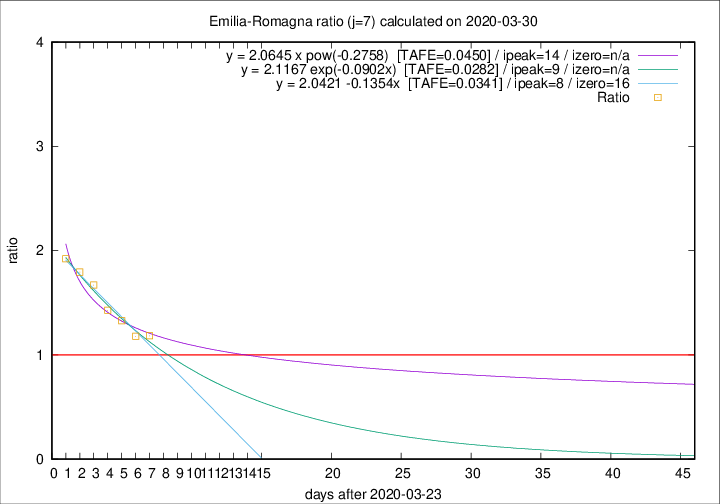 Emilia-Romagna ratio (j=7) calculated on 2020-03-30
y = 2.0645 x pow(-0.2758)  [TAFE=0.0450] / ipeak=14 / izero=n/a
y = 2.1167 exp(-0.0902x)  [TAFE=0.0282] / ipeak=9 / izero=n/a
y = 2.0421 -0.1354x  [TAFE=0.0341] / ipeak=8 / izero=16
Ratio
4
3
2
1
0
ratio
0 1 2 3 4 5 6 7 8 9 10 11 12 13 14 15 20 25 30 35 40 45
days after 2020-03-23